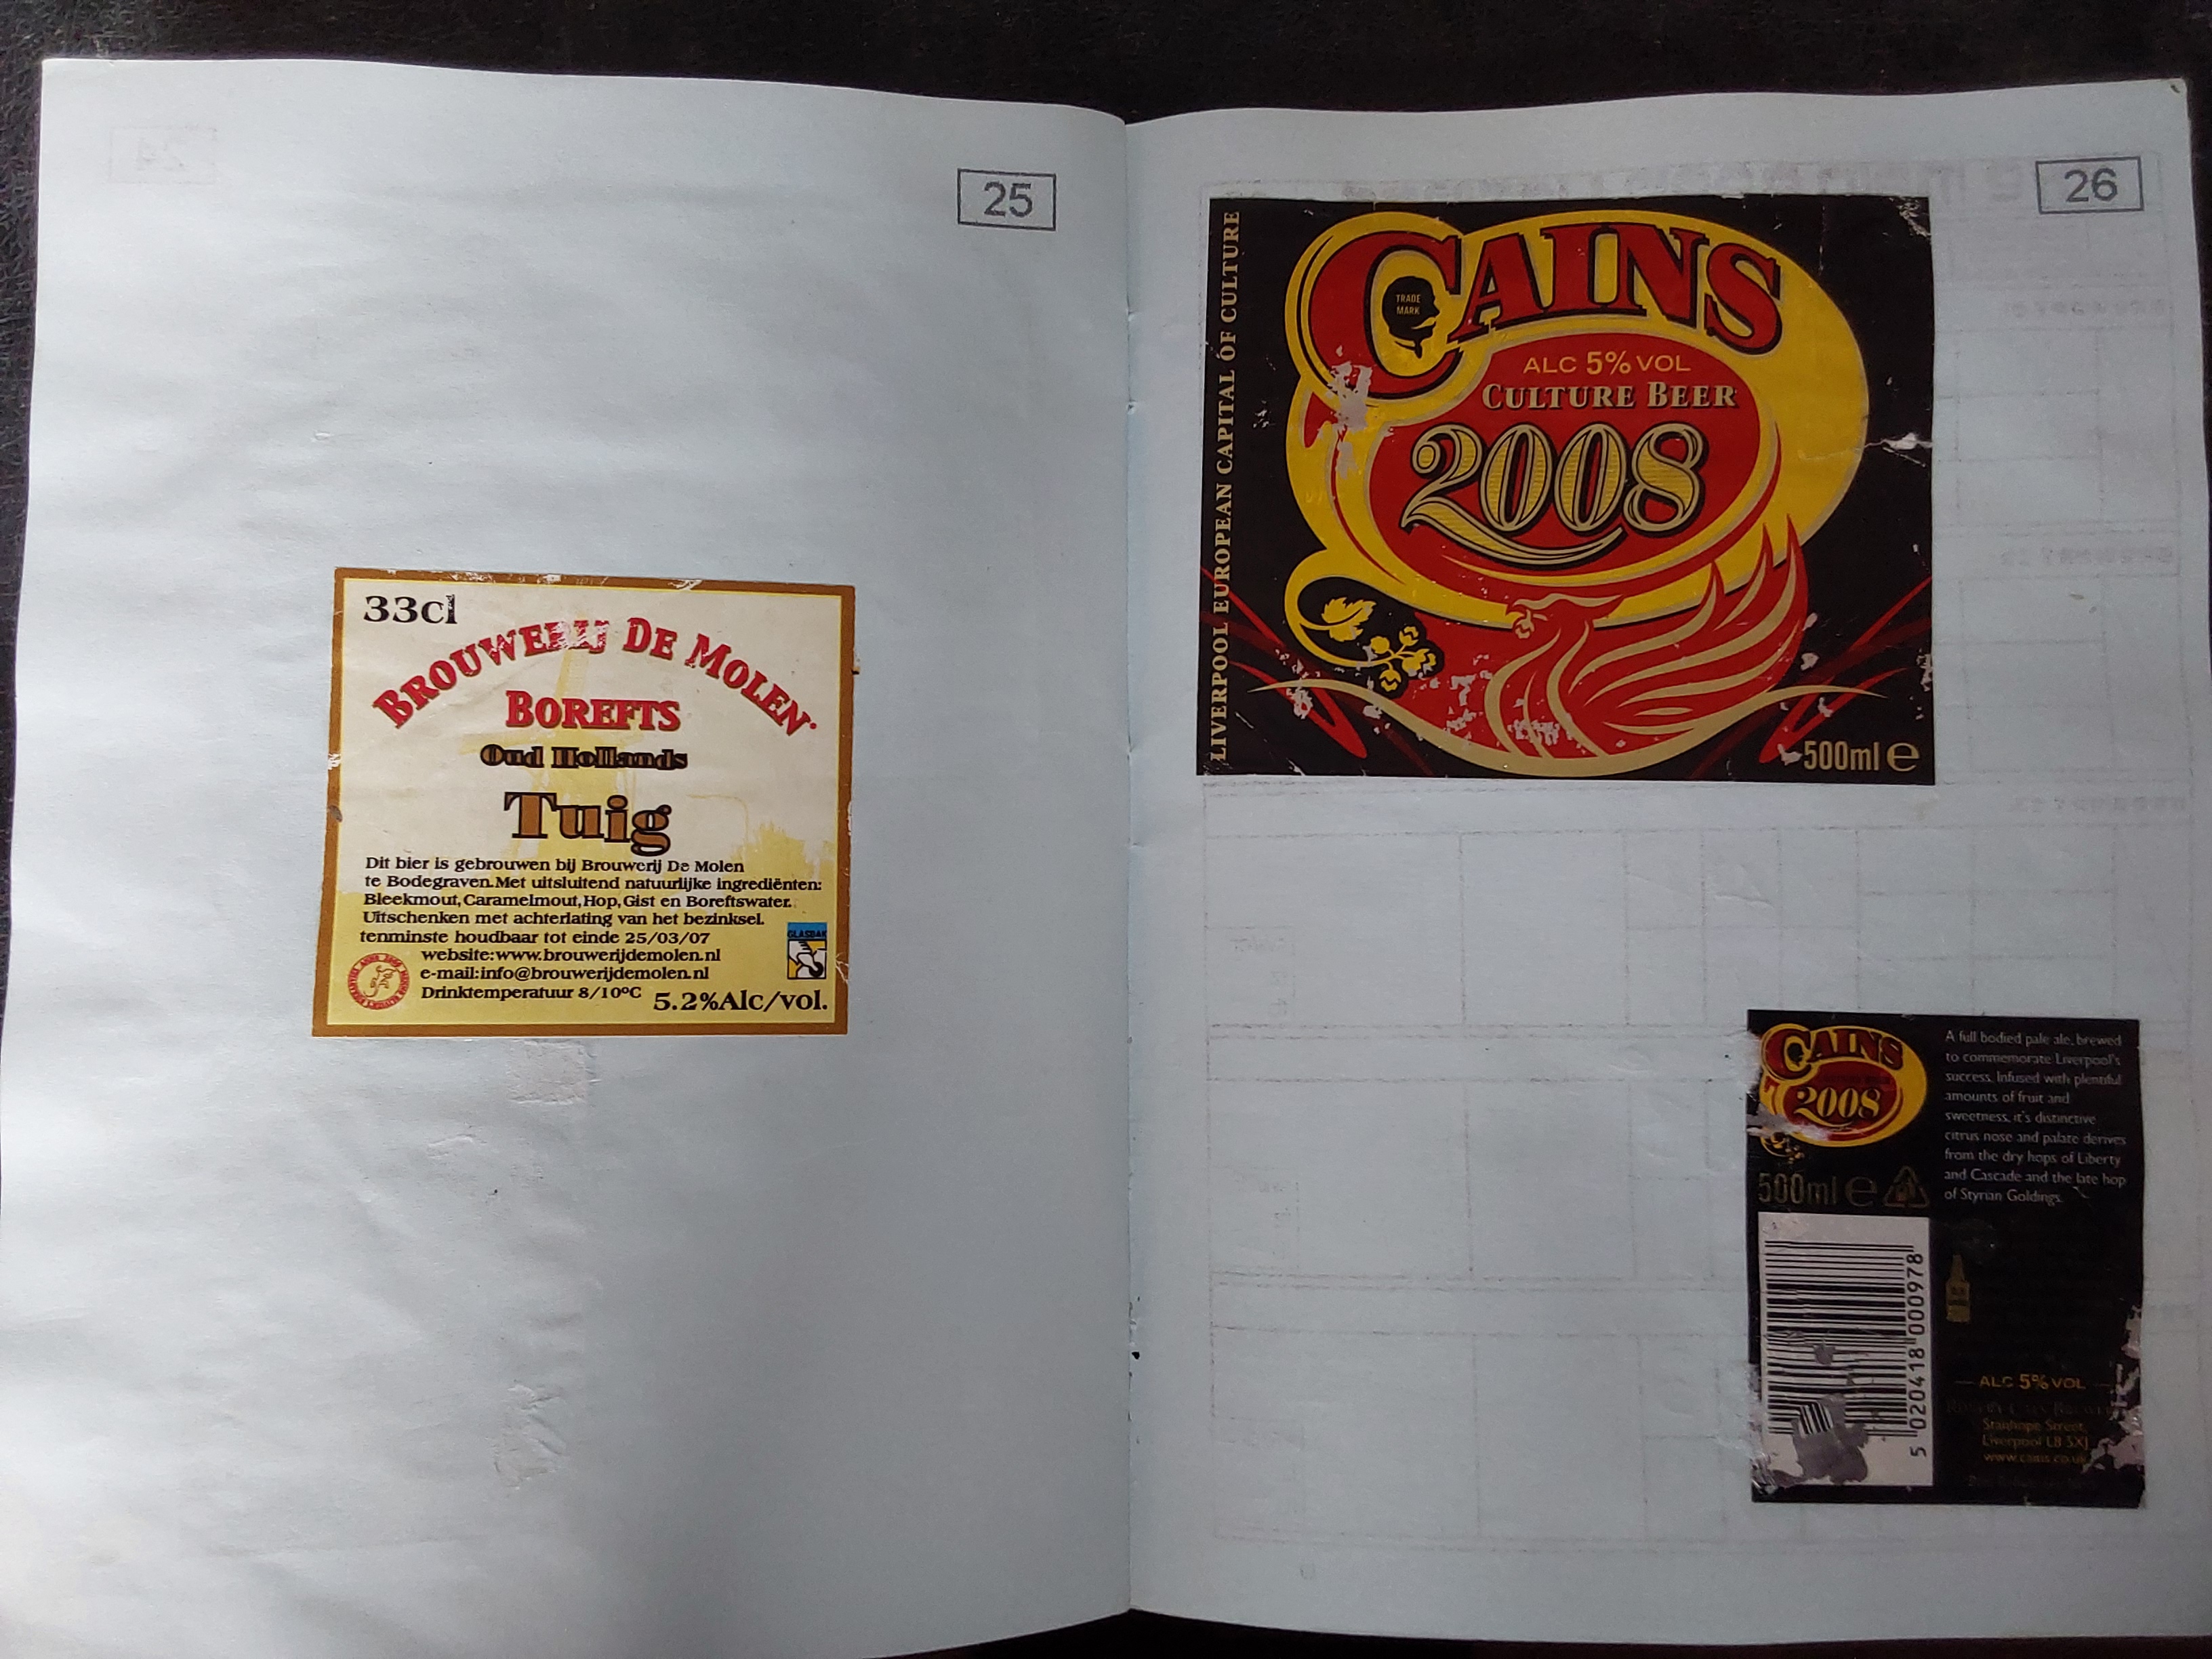 25
33cl
BROUWERIJ DE MOLEN
BOREFTS
Oud Hollands
Tuig
Dit bier is gebrouwen bij Brouwerij De Molen
te Bodegraven.Met uitsluitend natuurlijke ingrediënten:
Bleekmout,Caramelmout,Hop,Gist en Boreftswater.
Uitschenken met achterlating van het bezinksel.
tenminste houdbaar tot einde 25/03/07
website:www.brouwerijdemolen.nl
e-mail:info@brouwerijdemolen.nl
Drinktemperatuur 8/10ºC
5.2%Alc/vol.
GLASBAK
26
LIVERPOOL EUROPEAN CAPITAL OF CULTURE
CAINS
TRADE
MARK
ALC 5% VOL
CULTURE BEER
2008
500ml e
CAINS
2008
500ml e
A full bodied pale ale, brewed
to commemorate Liverpool's
success. Infused with plentiful
amounts of fruit and
sweetness, it's distinctive
citrus nose and palate derives
from the dry hops of Liberty
and Cascade and the late hop
of Styrian Goldings.
5 020418 000978
ALC 5% VOL
Stanhope Street,
Liverpool L8 5XJ
www.cains.co.uk